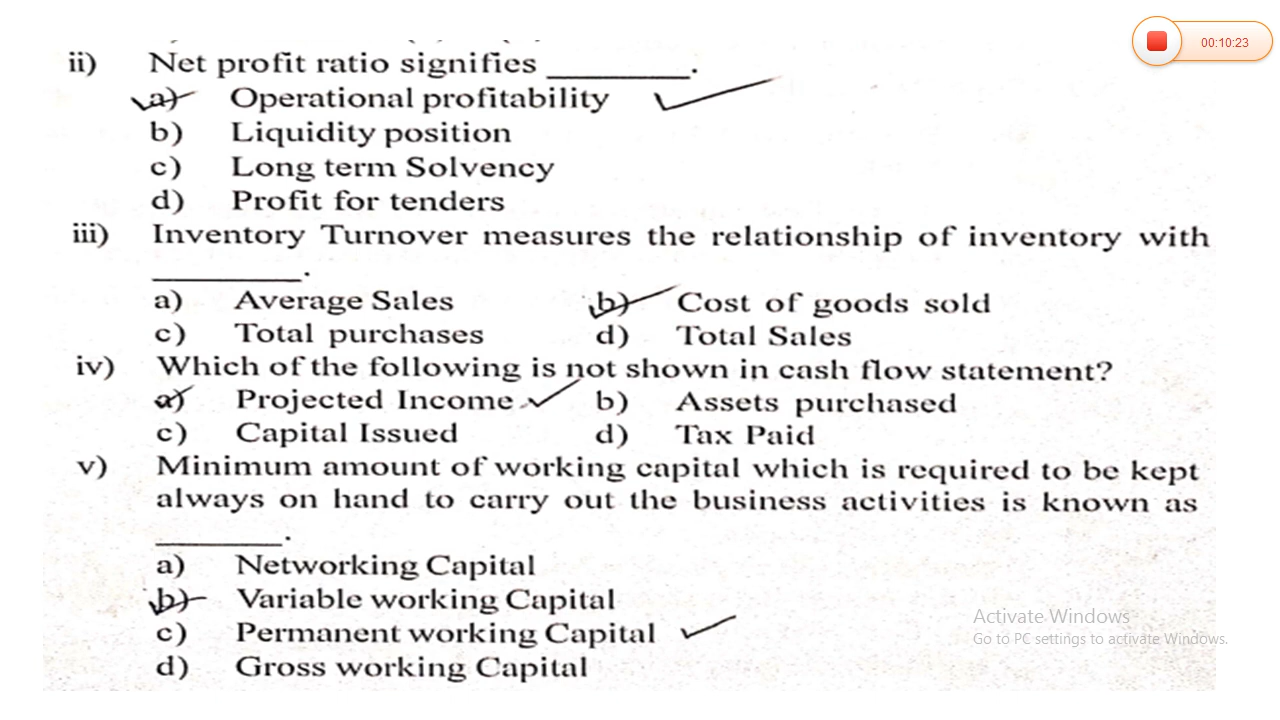 00:10:23
ii) Net profit ratio signifies __________.
a) Operational profitability
b) Liquidity position
c) Long term Solvency
d) Profit for tenders
iii) Inventory Turnover measures the relationship of inventory with
__________.
a) Average Sales b) Cost of goods sold
c) Total purchases d) Total Sales
iv) Which of the following is not shown in cash flow statement?
a) Projected Income b) Assets purchased
c) Capital Issued d) Tax Paid
v) Minimum amount of working capital which is required to be kept
always on hand to carry out the business activities is known as
_________.
a) Networking Capital
b) Variable working Capital
c) Permanent working Capital
d) Gross working Capital
Activate Windows
Go to PC settings to activate Windows.